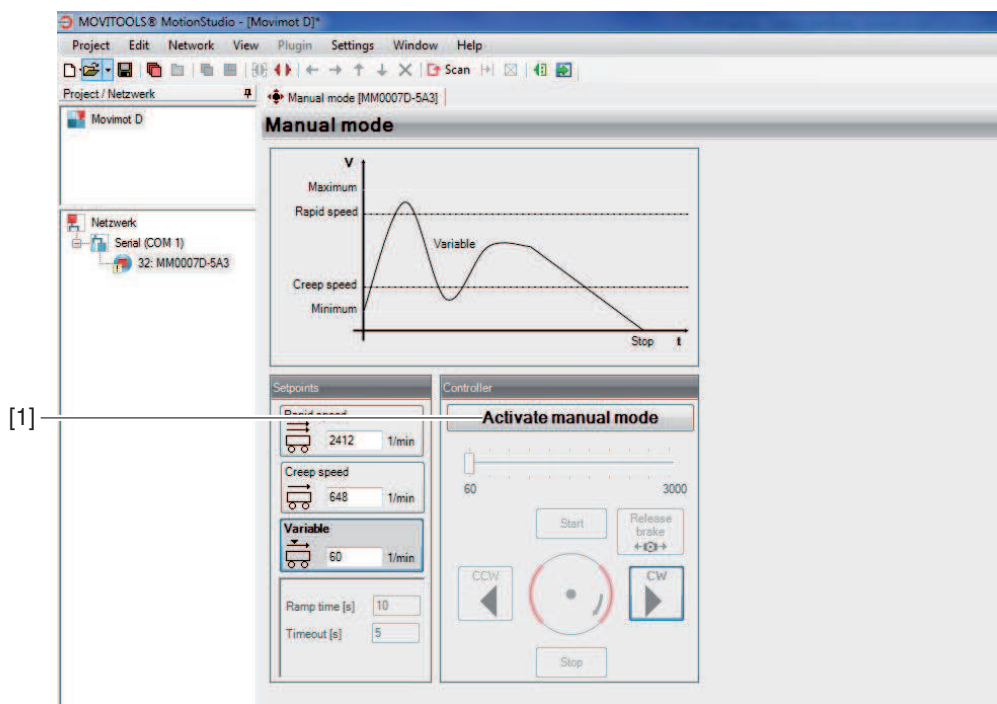 MOVITOOLS® MotionStudio - [Movimot D]*
Project Edit Network View Plugin Settings Window Help
Scan
Project / Netzwerk
Movimot D
Netzwerk
Serial (COM 1)
32: MM0007D-5A3
Manual mode [MM0007D-5A3]
Manual mode
V
Maximum
Rapid speed
Variable
Creep speed
Minimum
Stop t
Setpoints
Rapid speed
2412 1/min
Creep speed
648 1/min
Variable
60 1/min
Ramp time [s] 10
Timeout [s] 5
Controller
[1]
Activate manual mode
60 3000
Start
Release
brake
CCW
CW
Stop